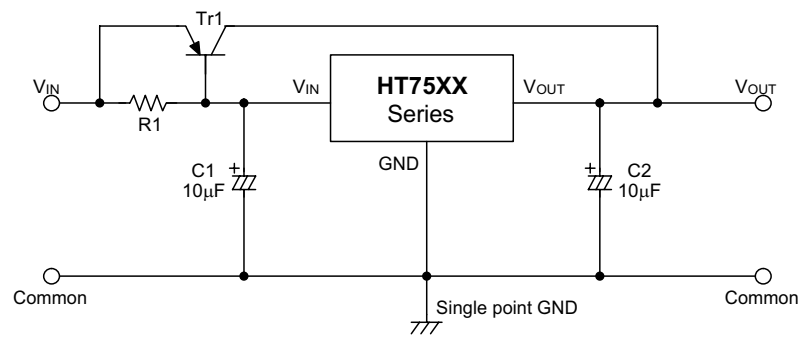 Tr1
VIN
R1
C1
10μF
VIN
HT75XX
Series
VOUT
GND
C2
10μF
VOUT
Common
Single point GND
Common